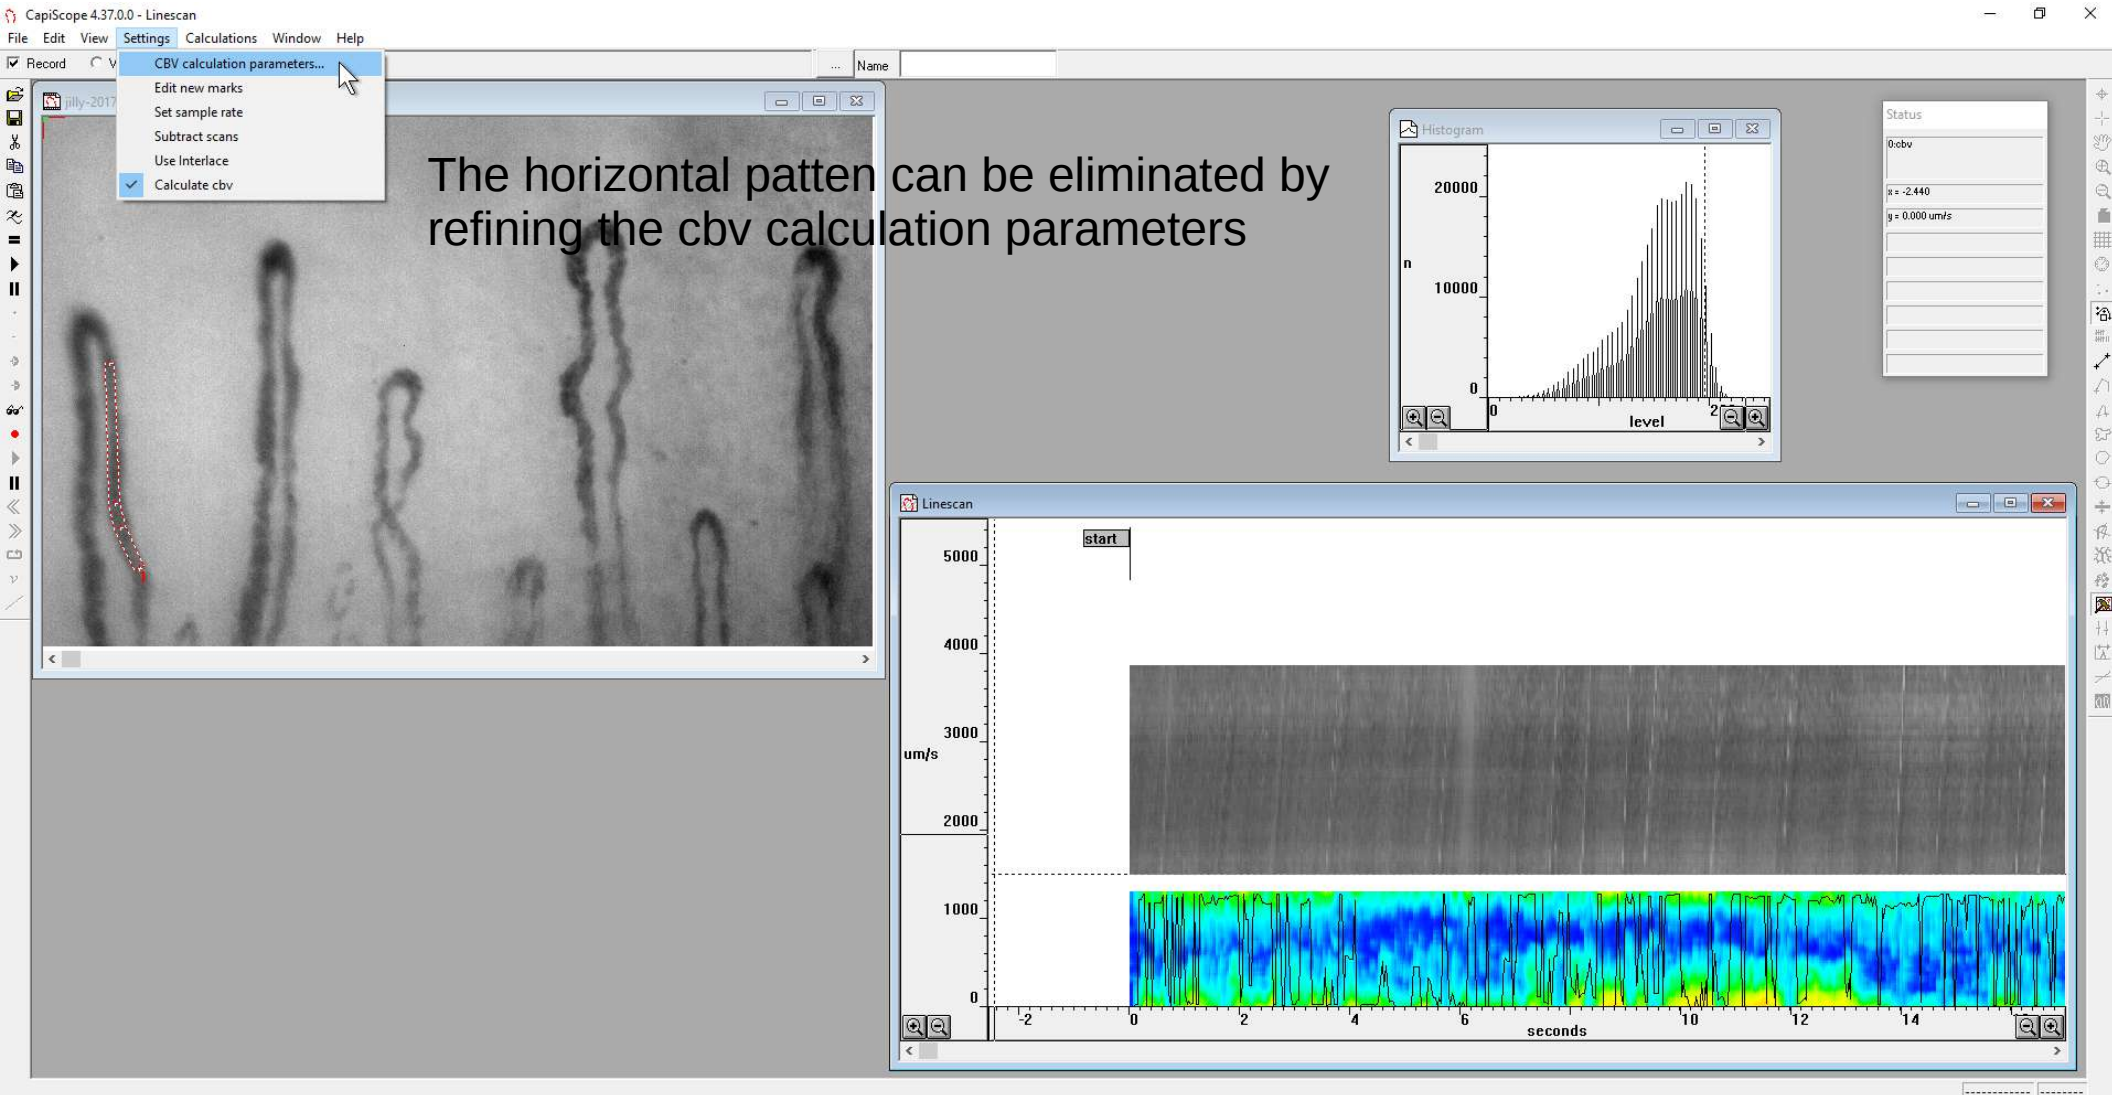 CapiScope 4.37.0.0 - Linescan
File Edit View Settings Calculations Window Help
Record V ... Name
CBV calculation parameters...
Edit new marks
Set sample rate
Subtract scans
Use Interlace
Calculate cbv
jilly-2017
The horizontal patten can be eliminated by
refining the cbv calculation parameters
Histogram
20000
n
10000
0
0 2
level
Status
0:cbv
x = -2.440
y = 0.000 um/s
Linescan
start
5000
4000
3000
um/s
2000
1000
0
-2 0 2 4 6 10 12 14
seconds